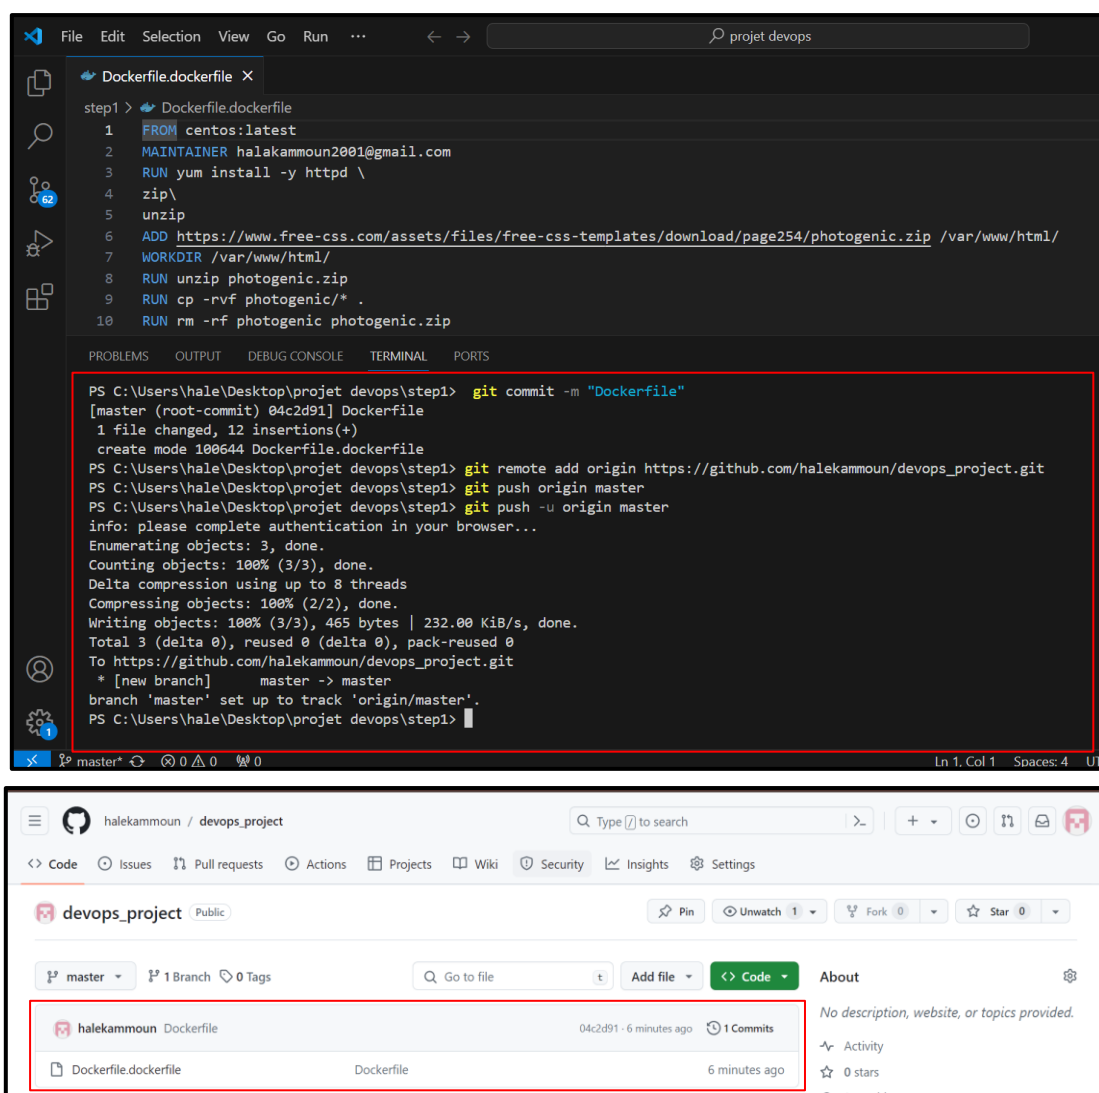 File Edit Selection View Go Run ··· ← → projet devops
Dockerfile.dockerfile ×
step1 > Dockerfile.dockerfile
1 FROM centos:latest
2 MAINTAINER halakammoun2001@gmail.com
3 RUN yum install -y httpd \
4 zip\
5 unzip
6 ADD https://www.free-css.com/assets/files/free-css-templates/download/page254/photogenic.zip /var/www/html/
7 WORKDIR /var/www/html/
8 RUN unzip photogenic.zip
9 RUN cp -rvf photogenic/* .
10 RUN rm -rf photogenic photogenic.zip
62
PROBLEMS OUTPUT DEBUG CONSOLE TERMINAL PORTS
PS C:\Users\hale\Desktop\projet devops\step1>  git commit -m "Dockerfile"
[master (root-commit) 04c2d91] Dockerfile
 1 file changed, 12 insertions(+)
 create mode 100644 Dockerfile.dockerfile
PS C:\Users\hale\Desktop\projet devops\step1> git remote add origin https://github.com/halekammoun/devops_project.git
PS C:\Users\hale\Desktop\projet devops\step1> git push origin master
PS C:\Users\hale\Desktop\projet devops\step1> git push -u origin master
info: please complete authentication in your browser...
Enumerating objects: 3, done.
Counting objects: 100% (3/3), done.
Delta compression using up to 8 threads
Compressing objects: 100% (2/2), done.
Writing objects: 100% (3/3), 465 bytes | 232.00 KiB/s, done.
Total 3 (delta 0), reused 0 (delta 0), pack-reused 0
To https://github.com/halekammoun/devops_project.git
 * [new branch]      master -> master
branch 'master' set up to track 'origin/master'.
PS C:\Users\hale\Desktop\projet devops\step1>
1
master* 0 0 0 Ln 1, Col 1 Spaces: 4
halekammoun / devops_project Type / to search
Code Issues Pull requests Actions Projects Wiki Security Insights Settings
devops_project Public Pin Unwatch 1 Fork 0 Star 0
master 1 Branch 0 Tags Go to file t Add file Code About
No description, website, or topics provided.
halekammoun Dockerfile 04c2d91 · 6 minutes ago 1 Commits
Activity
Dockerfile.dockerfile Dockerfile 6 minutes ago
0 stars